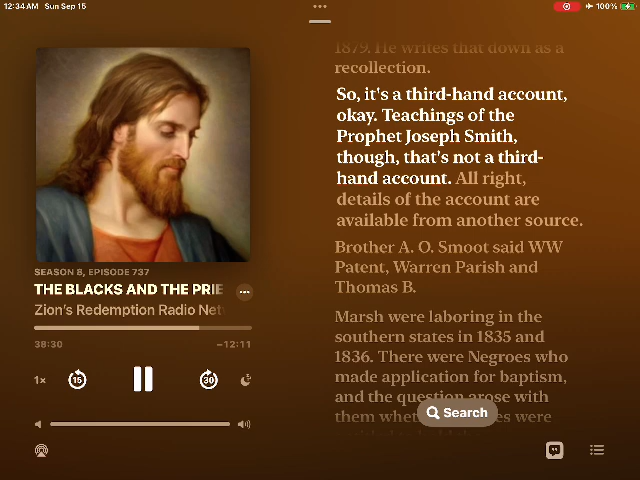 12:34 AM Sun Sep 15
100%
1879. He writes that down as a
recollection.
So, it's a third-hand account,
okay. Teachings of the
Prophet Joseph Smith,
though, that's not a third-
hand account. All right,
details of the account are
available from another source.
Brother A. O. Smoot said WW
Patent, Warren Parish and
Thomas B.
Marsh were laboring in the
southern states in 1835 and
1836. There were Negroes who
made application for baptism,
and the question arose with
SEASON 8, EPISODE 737
THE BLACKS AND THE PRIE
Zion's Redemption Radio Net
38:30
-12:11
1×
15
30
Search